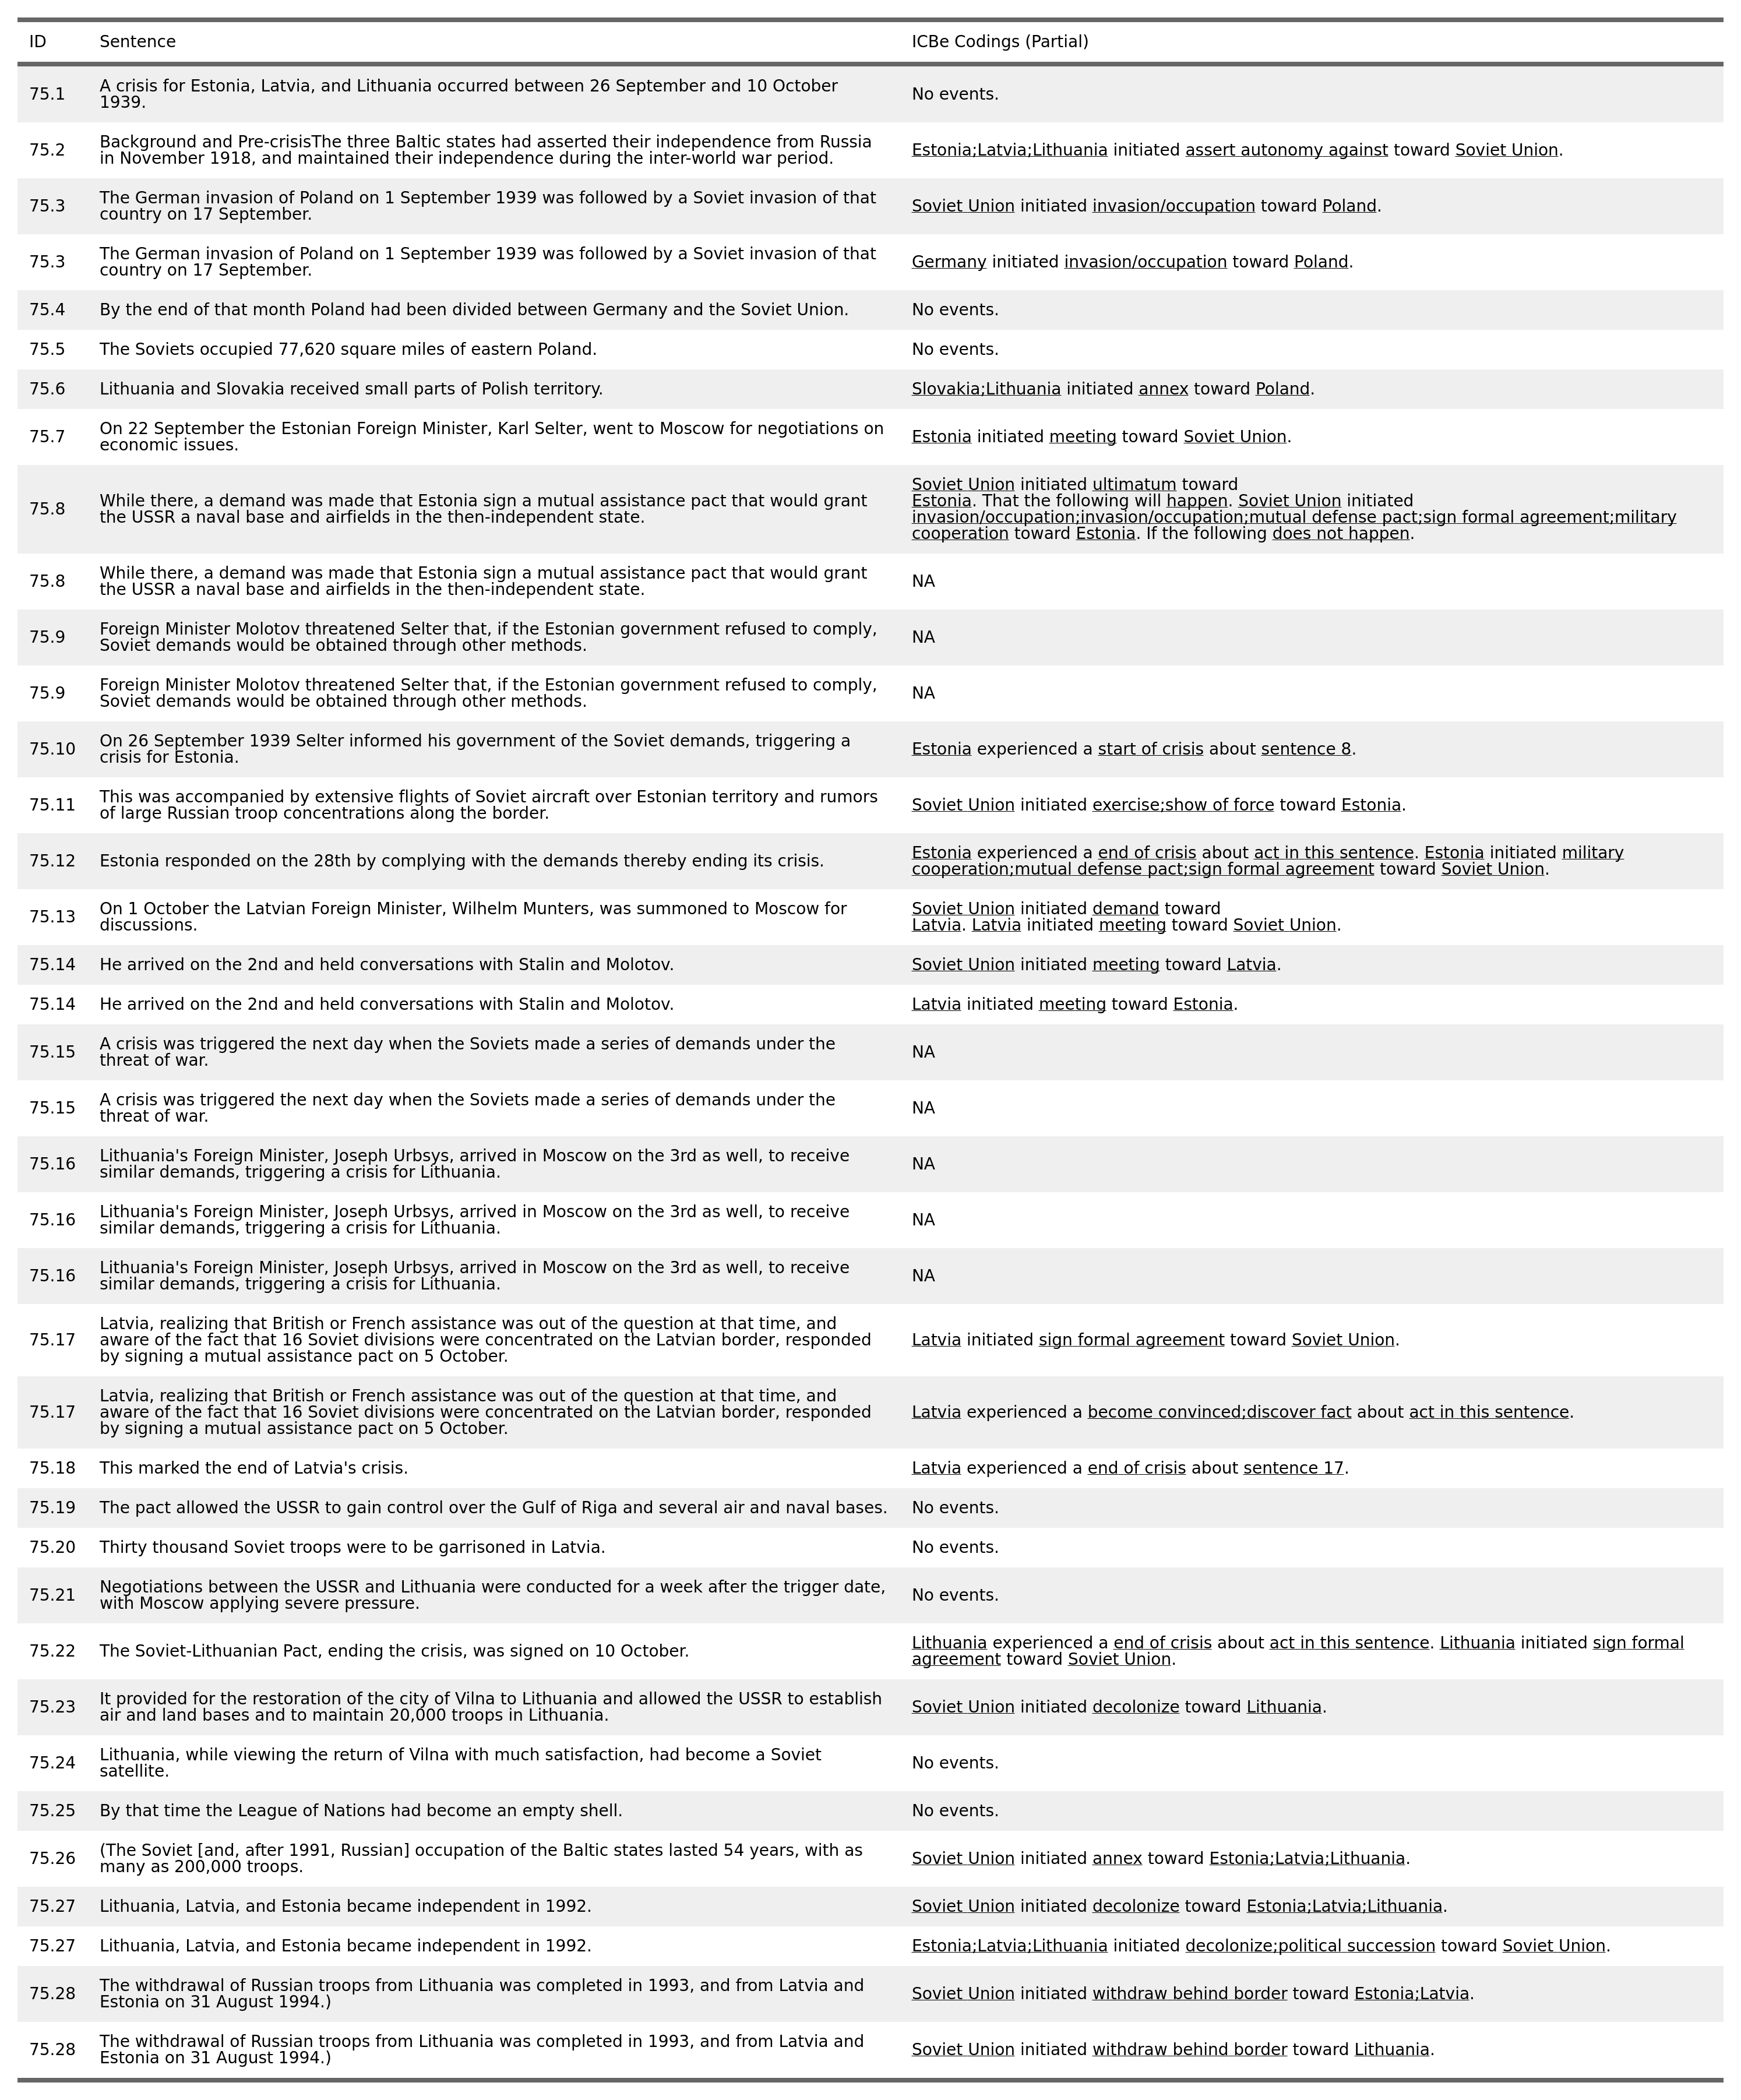 ID Sentence ICBe Codings (Partial)
75.1 A crisis for Estonia, Latvia, and Lithuania occurred between 26 September and 10 October
1939. No events.
75.2 Background and Pre-crisisThe three Baltic states had asserted their independence from Russia
in November 1918, and maintained their independence during the inter-world war period. Estonia;Latvia;Lithuania initiated assert autonomy against toward Soviet Union.
75.3 The German invasion of Poland on 1 September 1939 was followed by a Soviet invasion of that
country on 17 September. Soviet Union initiated invasion/occupation toward Poland.
75.3 The German invasion of Poland on 1 September 1939 was followed by a Soviet invasion of that
country on 17 September. Germany initiated invasion/occupation toward Poland.
75.4 By the end of that month Poland had been divided between Germany and the Soviet Union. No events.
75.5 The Soviets occupied 77,620 square miles of eastern Poland. No events.
75.6 Lithuania and Slovakia received small parts of Polish territory. Slovakia;Lithuania initiated annex toward Poland.
75.7 On 22 September the Estonian Foreign Minister, Karl Selter, went to Moscow for negotiations on
economic issues. Estonia initiated meeting toward Soviet Union.
75.8 While there, a demand was made that Estonia sign a mutual assistance pact that would grant
the USSR a naval base and airfields in the then-independent state. Soviet Union initiated ultimatum toward
Estonia. That the following will happen. Soviet Union initiated
invasion/occupation;invasion/occupation;mutual defense pact;sign formal agreement;military
cooperation toward Estonia. If the following does not happen.
75.8 While there, a demand was made that Estonia sign a mutual assistance pact that would grant
the USSR a naval base and airfields in the then-independent state. NA
75.9 Foreign Minister Molotov threatened Selter that, if the Estonian government refused to comply,
Soviet demands would be obtained through other methods. NA
75.9 Foreign Minister Molotov threatened Selter that, if the Estonian government refused to comply,
Soviet demands would be obtained through other methods. NA
75.10 On 26 September 1939 Selter informed his government of the Soviet demands, triggering a
crisis for Estonia. Estonia experienced a start of crisis about sentence 8.
75.11 This was accompanied by extensive flights of Soviet aircraft over Estonian territory and rumors
of large Russian troop concentrations along the border. Soviet Union initiated exercise;show of force toward Estonia.
75.12 Estonia responded on the 28th by complying with the demands thereby ending its crisis. Estonia experienced a end of crisis about act in this sentence. Estonia initiated military
cooperation;mutual defense pact;sign formal agreement toward Soviet Union.
75.13 On 1 October the Latvian Foreign Minister, Wilhelm Munters, was summoned to Moscow for
discussions. Soviet Union initiated demand toward
Latvia. Latvia initiated meeting toward Soviet Union.
75.14 He arrived on the 2nd and held conversations with Stalin and Molotov. Soviet Union initiated meeting toward Latvia.
75.14 He arrived on the 2nd and held conversations with Stalin and Molotov. Latvia initiated meeting toward Estonia.
75.15 A crisis was triggered the next day when the Soviets made a series of demands under the
threat of war. NA
75.15 A crisis was triggered the next day when the Soviets made a series of demands under the
threat of war. NA
75.16 Lithuania's Foreign Minister, Joseph Urbsys, arrived in Moscow on the 3rd as well, to receive
similar demands, triggering a crisis for Lithuania. NA
75.16 Lithuania's Foreign Minister, Joseph Urbsys, arrived in Moscow on the 3rd as well, to receive
similar demands, triggering a crisis for Lithuania. NA
75.16 Lithuania's Foreign Minister, Joseph Urbsys, arrived in Moscow on the 3rd as well, to receive
similar demands, triggering a crisis for Lithuania. NA
75.17 Latvia, realizing that British or French assistance was out of the question at that time, and
aware of the fact that 16 Soviet divisions were concentrated on the Latvian border, responded
by signing a mutual assistance pact on 5 October. Latvia initiated sign formal agreement toward Soviet Union.
75.17 Latvia, realizing that British or French assistance was out of the question at that time, and
aware of the fact that 16 Soviet divisions were concentrated on the Latvian border, responded
by signing a mutual assistance pact on 5 October. Latvia experienced a become convinced;discover fact about act in this sentence.
75.18 This marked the end of Latvia's crisis. Latvia experienced a end of crisis about sentence 17.
75.19 The pact allowed the USSR to gain control over the Gulf of Riga and several air and naval bases. No events.
75.20 Thirty thousand Soviet troops were to be garrisoned in Latvia. No events.
75.21 Negotiations between the USSR and Lithuania were conducted for a week after the trigger date,
with Moscow applying severe pressure. No events.
75.22 The Soviet-Lithuanian Pact, ending the crisis, was signed on 10 October. Lithuania experienced a end of crisis about act in this sentence. Lithuania initiated sign formal
agreement toward Soviet Union.
75.23 It provided for the restoration of the city of Vilna to Lithuania and allowed the USSR to establish
air and land bases and to maintain 20,000 troops in Lithuania. Soviet Union initiated decolonize toward Lithuania.
75.24 Lithuania, while viewing the return of Vilna with much satisfaction, had become a Soviet
satellite. No events.
75.25 By that time the League of Nations had become an empty shell. No events.
75.26 (The Soviet [and, after 1991, Russian] occupation of the Baltic states lasted 54 years, with as
many as 200,000 troops. Soviet Union initiated annex toward Estonia;Latvia;Lithuania.
75.27 Lithuania, Latvia, and Estonia became independent in 1992. Soviet Union initiated decolonize toward Estonia;Latvia;Lithuania.
75.27 Lithuania, Latvia, and Estonia became independent in 1992. Estonia;Latvia;Lithuania initiated decolonize;political succession toward Soviet Union.
75.28 The withdrawal of Russian troops from Lithuania was completed in 1993, and from Latvia and
Estonia on 31 August 1994.) Soviet Union initiated withdraw behind border toward Estonia;Latvia.
75.28 The withdrawal of Russian troops from Lithuania was completed in 1993, and from Latvia and
Estonia on 31 August 1994.) Soviet Union initiated withdraw behind border toward Lithuania.